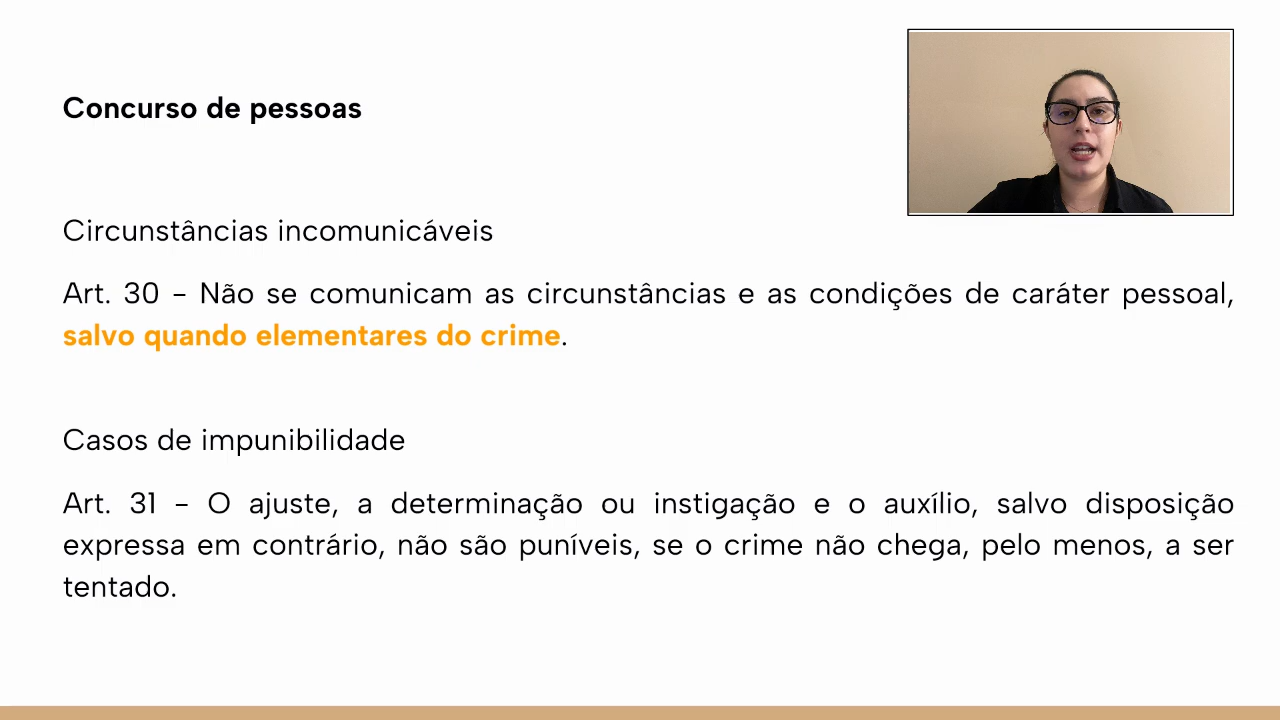 Concurso de pessoas
Circunstâncias incomunicáveis
Art. 30 - Não se comunicam as circunstâncias e as condições de caráter pessoal,
salvo quando elementares do crime.
Casos de impunibilidade
Art. 31 - O ajuste, a determinação ou instigação e o auxílio, salvo disposição
expressa em contrário, não são puníveis, se o crime não chega, pelo menos, a ser
tentado.